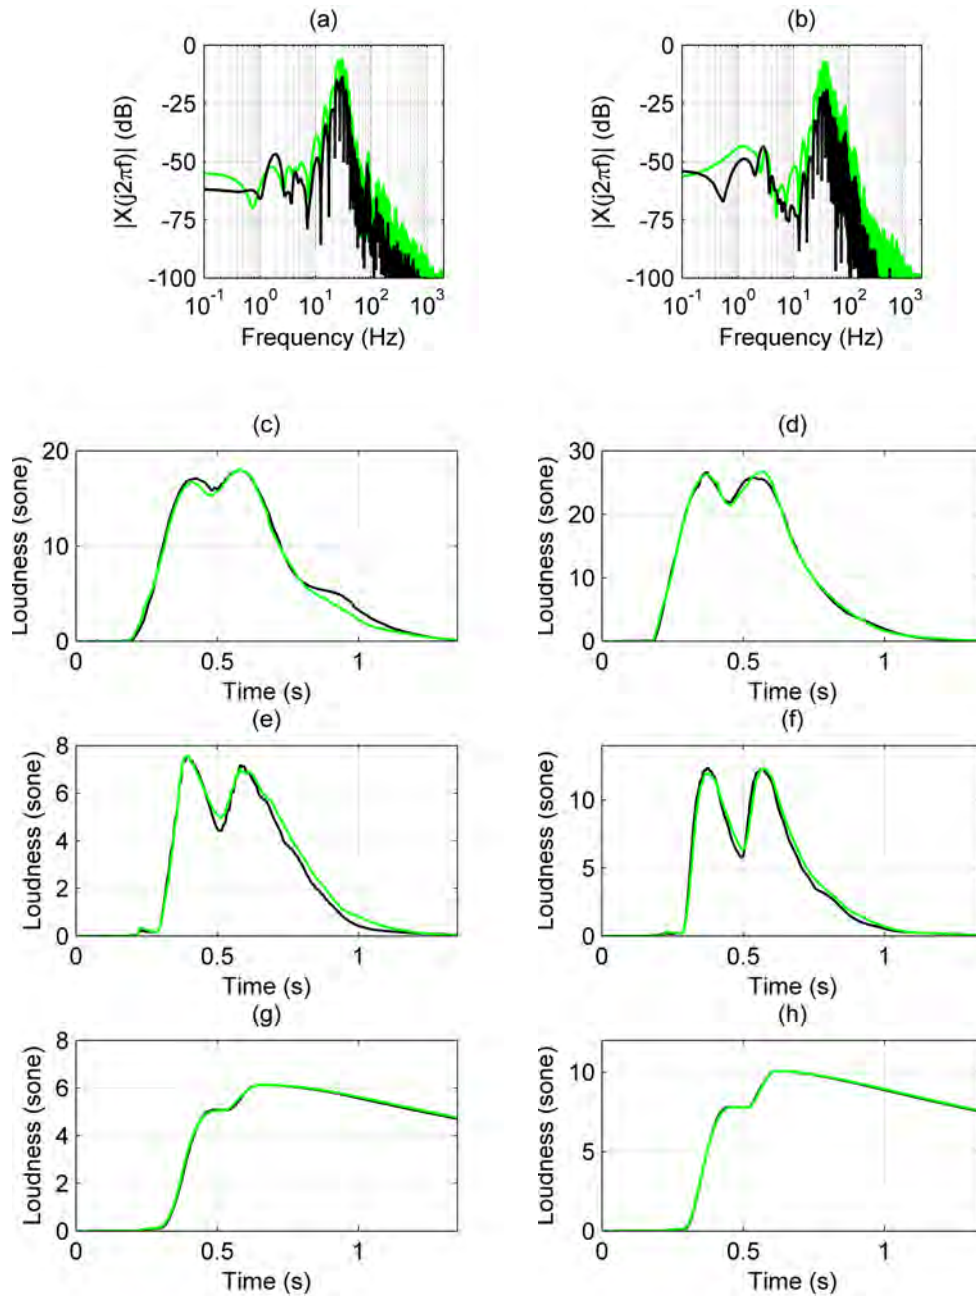 (a)
(b)
|X(j2πf)| (dB)
0
-25
-50
-75
-100
10-1 100 101 102 103
Frequency (Hz)
|X(j2πf)| (dB)
0
-25
-50
-75
-100
10-1 100 101 102 103
Frequency (Hz)
(c)
(d)
Loudness (sone)
20
10
0
0 0.5 1
Time (s)
Loudness (sone)
30
20
10
0
0 0.5 1
Time (s)
(e)
(f)
Loudness (sone)
8
6
4
2
0
0 0.5 1
Time (s)
Loudness (sone)
10
5
0
0 0.5 1
Time (s)
(g)
(h)
Loudness (sone)
8
6
4
2
0
0 0.5 1
Time (s)
Loudness (sone)
10
5
0
0 0.5 1
Time (s)